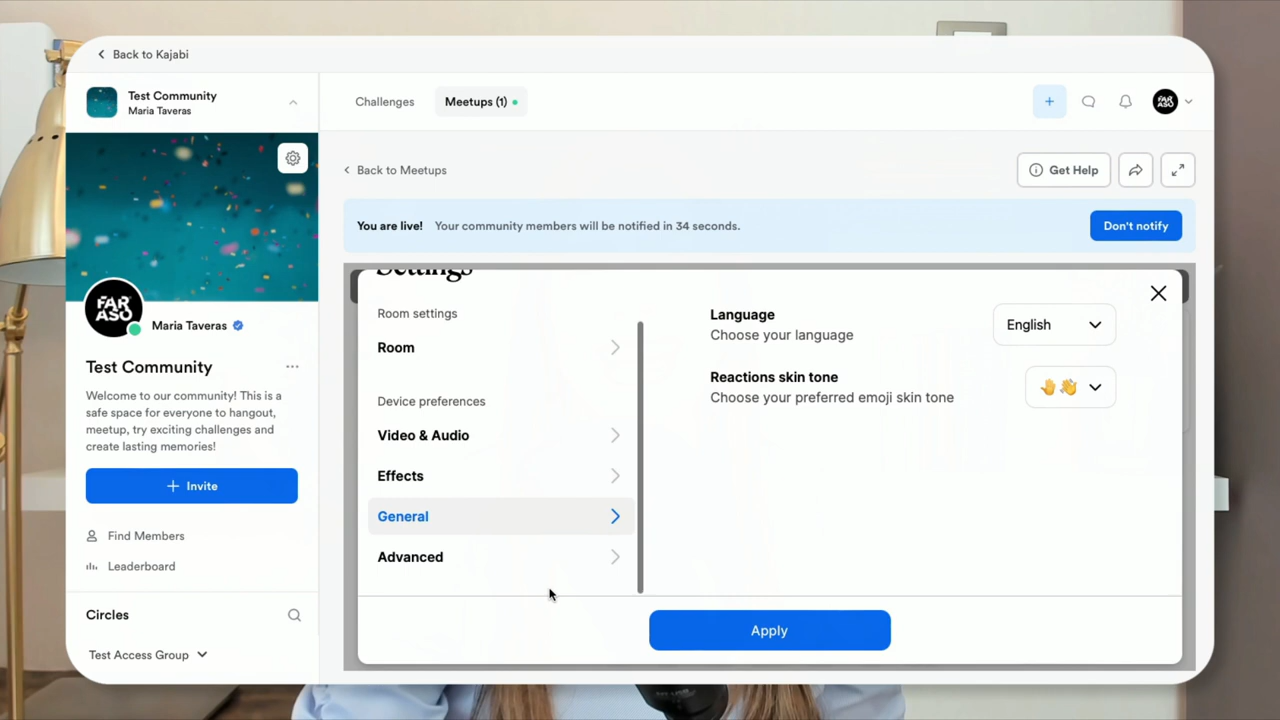 Back to Kajabi
Test Community
Maria Taveras
Challenges
Meetups (1)
FAR
ASO
Back to Meetups
Get Help
You are live! Your community members will be notified in 34 seconds.
Don't notify
FAR
ASO
Maria Taveras
Test Community
Welcome to our community! This is a
safe space for everyone to hangout,
meetup, try exciting challenges and
create lasting memories!
+ Invite
Find Members
Leaderboard
Circles
Test Access Group
Settings
Room settings
Room
Device preferences
Video & Audio
Effects
General
Advanced
Language
Choose your language
English
Reactions skin tone
Choose your preferred emoji skin tone
Apply